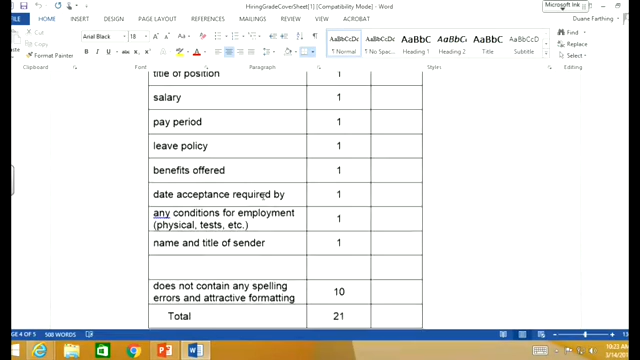 HiringGradeCoverSheet[1] [Compatibility Mode] - Word
Microsoft Ink
HOME INSERT DESIGN PAGE LAYOUT REFERENCES MAILINGS REVIEW VIEW ACROBAT
Duane Farthing
Cut
Copy
Format Painter
Clipboard
Arial Black 18
Font
Paragraph
AaBbCcDc AaBbCcDc AaBbC AaBbCc AaBbC AaBbCc
¶ Normal ¶ No Spac... Heading 1 Heading 2 Title Subtitle
Styles
Find
Replace
Select
Editing
title of position 1
salary 1
pay period 1
leave policy 1
benefits offered 1
date acceptance required by 1
any conditions for employment
(physical, tests, etc.) 1
name and title of sender 1
does not contain any spelling
errors and attractive formatting 10
Total 21
PAGE 4 OF 5 508 WORDS
10:23 AM
3/14/201